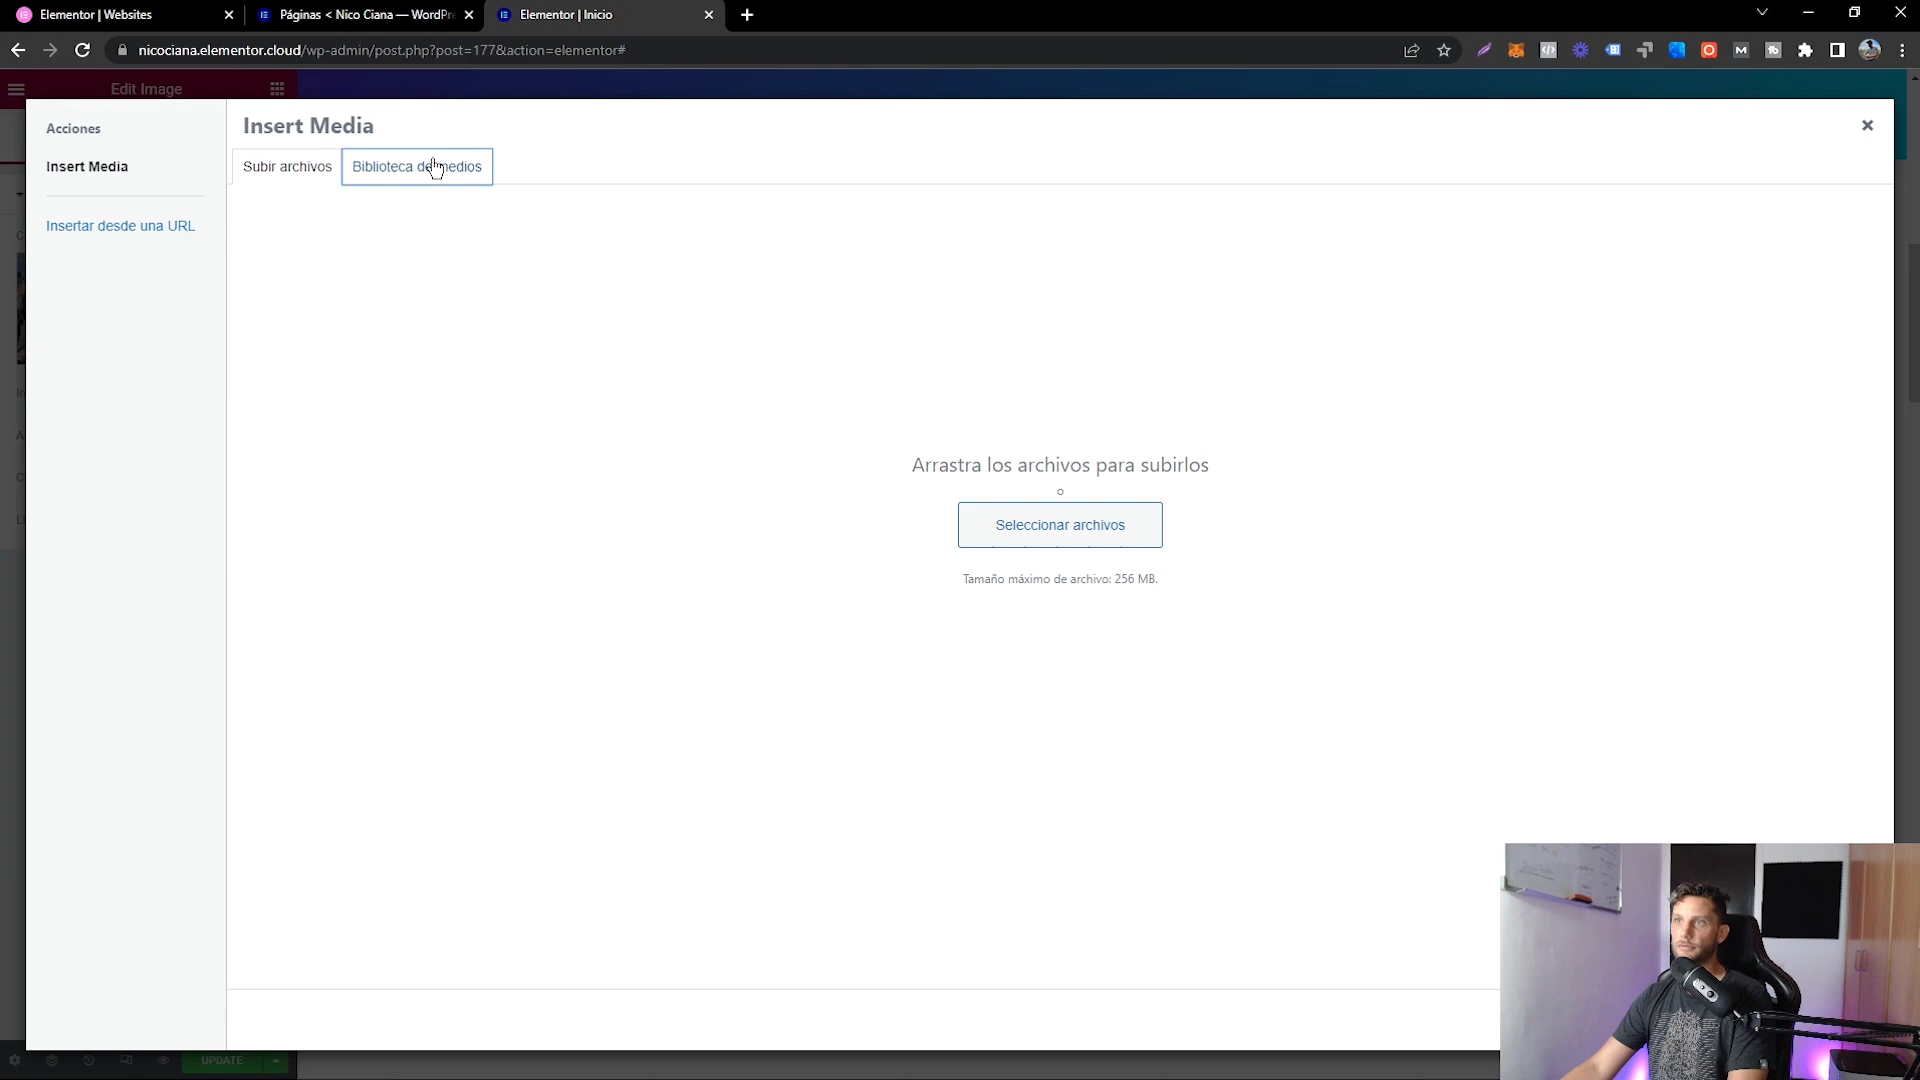 Elementor | Websites
Páginas < Nico Ciana — WordPre
Elementor | Inicio
nicociana.elementor.cloud/wp-admin/post.php?post=177&action=elementor#
Edit Image
Acciones
Insert Media
Insertar desde una URL
Insert Media
Subir archivos
Biblioteca de medios
Arrastra los archivos para subirlos
o
Seleccionar archivos
Tamaño máximo de archivo: 256 MB.
UPDATE